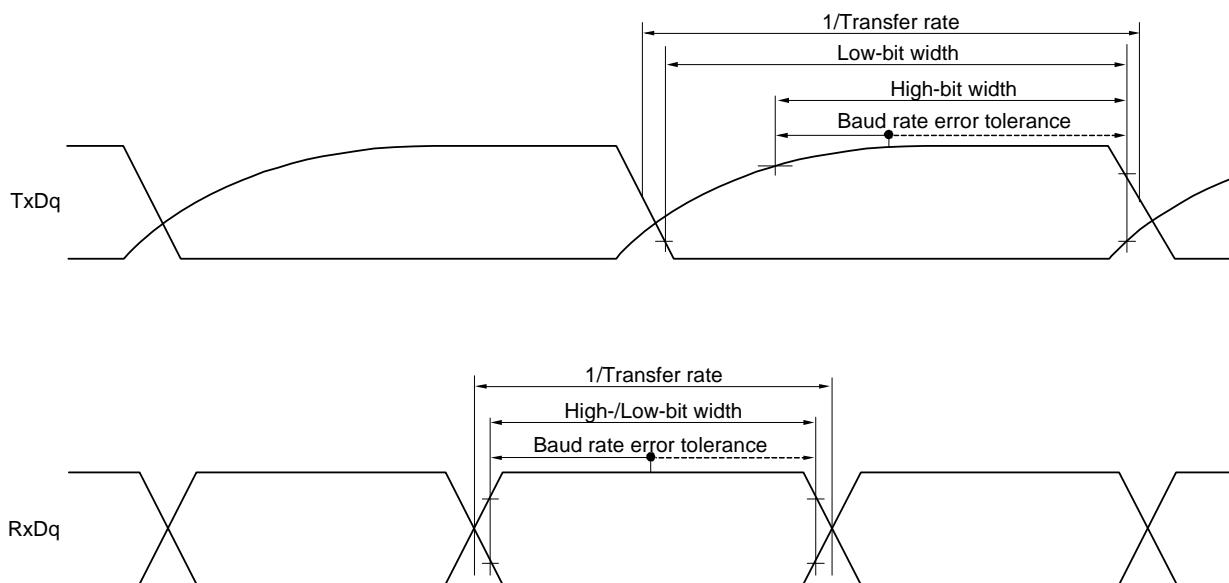 1/Transfer rate
Low-bit width
High-bit width
Baud rate error tolerance
TxDq
1/Transfer rate
High-/Low-bit width
Baud rate error tolerance
RxDq